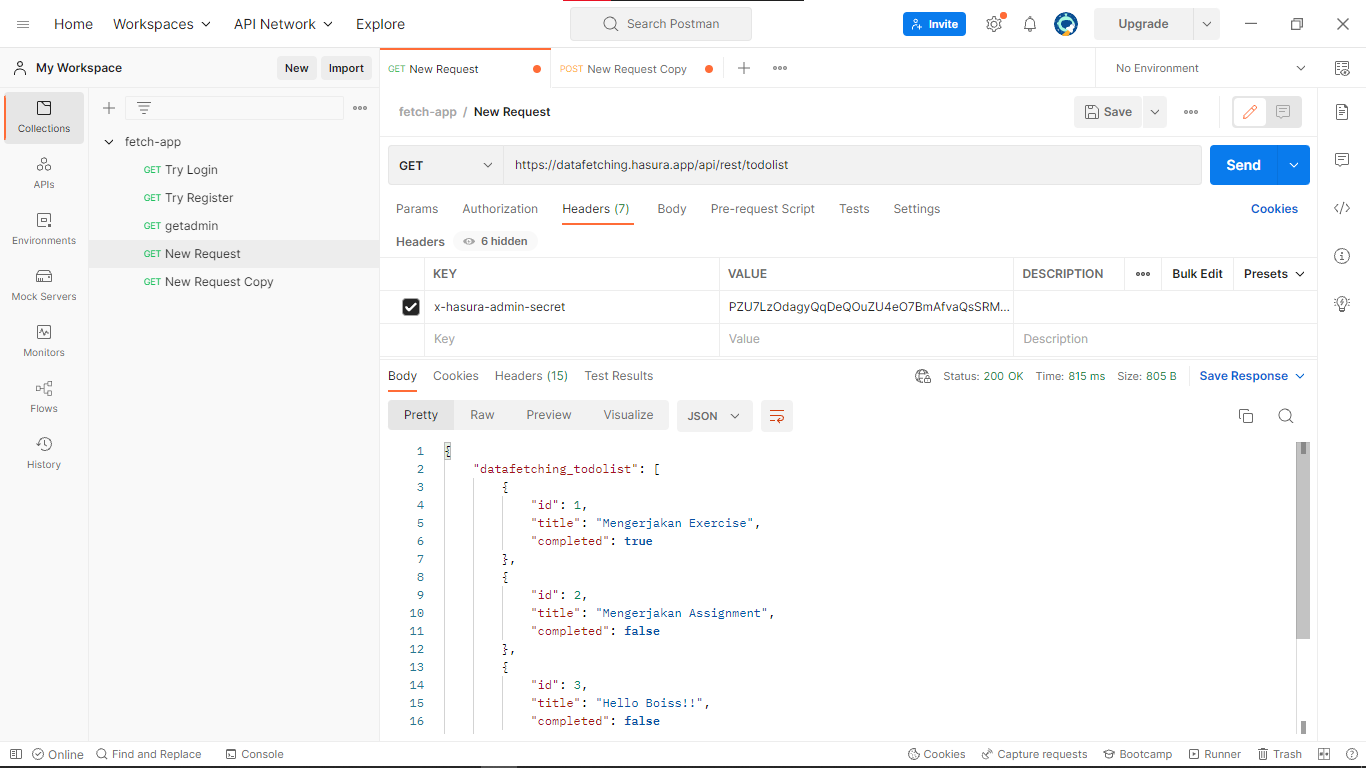 Home Workspaces API Network Explore Search Postman Invite Upgrade
My Workspace New Import
GET New Request POST New Request Copy No Environment
fetch-app / New Request Save
Collections
APIs
Environments
Mock Servers
Monitors
Flows
History
fetch-app
GET Try Login
GET Try Register
GET getadmin
GET New Request
GET New Request Copy
GET https://datafetching.hasura.app/api/rest/todolist Send
Params Authorization Headers (7) Body Pre-request Script Tests Settings Cookies
Headers 6 hidden
KEY VALUE DESCRIPTION Bulk Edit Presets
x-hasura-admin-secret PZU7LzOdagyQqDeQOuZU4eO7BmAfvaQsSRM...
Key Value Description
Body Cookies Headers (15) Test Results Status: 200 OK Time: 815 ms Size: 805 B Save Response
Pretty Raw Preview Visualize JSON
1 {
2 "datafetching_todolist": [
3 {
4 "id": 1,
5 "title": "Mengerjakan Exercise",
6 "completed": true
7 },
8 {
9 "id": 2,
10 "title": "Mengerjakan Assignment",
11 "completed": false
12 },
13 {
14 "id": 3,
15 "title": "Hello Boiss!!",
16 "completed": false
Online Find and Replace Console Cookies Capture requests Bootcamp Runner Trash